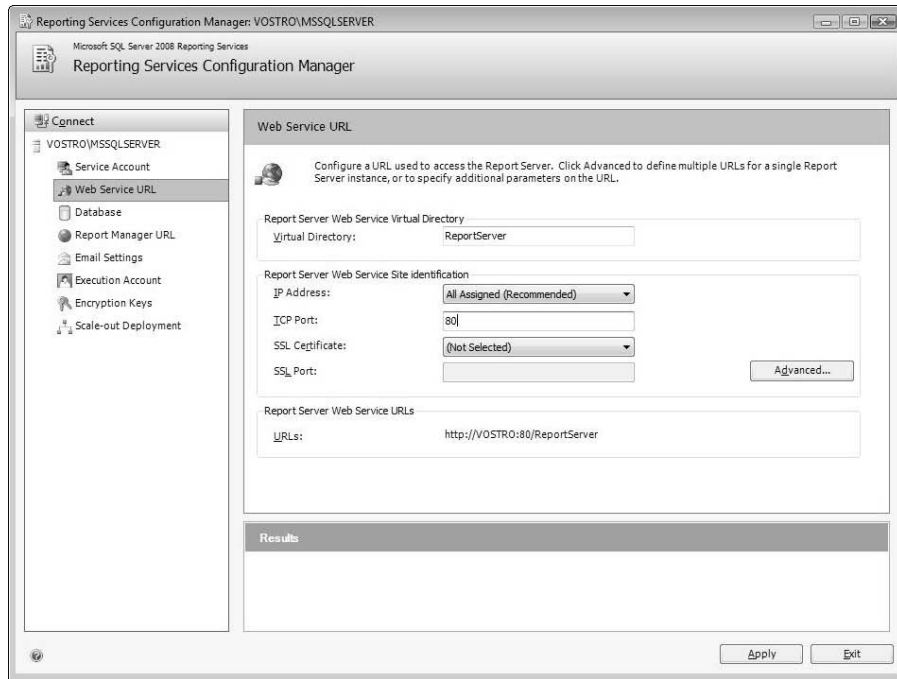 Reporting Services Configuration Manager: VOSTRO\MSSQLSERVER
Microsoft SQL Server 2008 Reporting Services
Reporting Services Configuration Manager
Connect
VOSTRO\MSSQLSERVER
Service Account
Web Service URL
Database
Report Manager URL
Email Settings
Execution Account
Encryption Keys
Scale-out Deployment
Web Service URL
Configure a URL used to access the Report Server. Click Advanced to define multiple URLs for a single Report
Server instance, or to specify additional parameters on the URL.
Report Server Web Service Virtual Directory
Virtual Directory: ReportServer
Report Server Web Service Site identification
IP Address: All Assigned (Recommended)
TCP Port: 80
SSL Certificate: (Not Selected)
SSL Port:
Advanced...
Report Server Web Service URLs
URLs: http://VOSTRO:80/ReportServer
Results
Apply
Exit